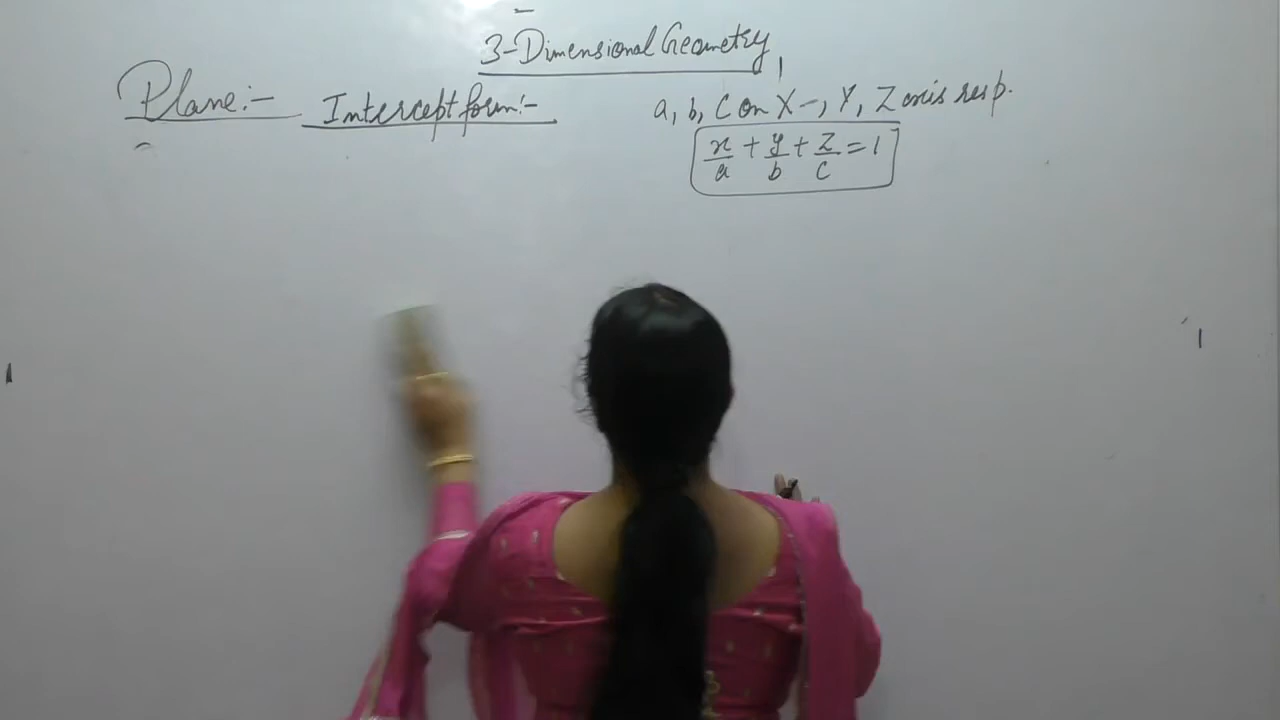 3-Dimensional Geometry
Plane:- Intercept form:-
a, b, c on X-, Y, Z axis resp.
x/a + y/b + z/c = 1